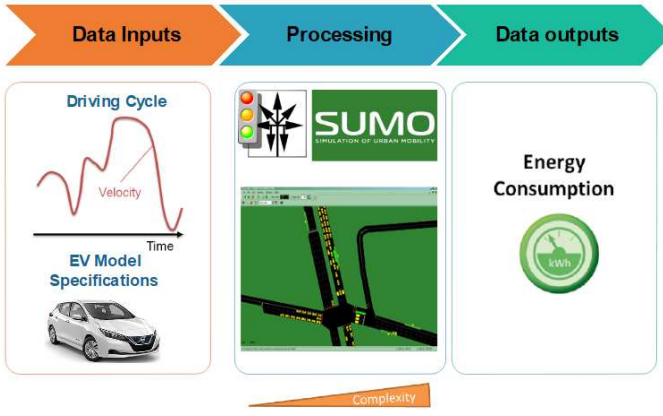 Data Inputs
Processing
Data outputs
Driving Cycle
Velocity
Time
EV Model
Specifications
SUMO
SIMULATION OF URBAN MOBILITY
Energy
Consumption
kWh
Complexity